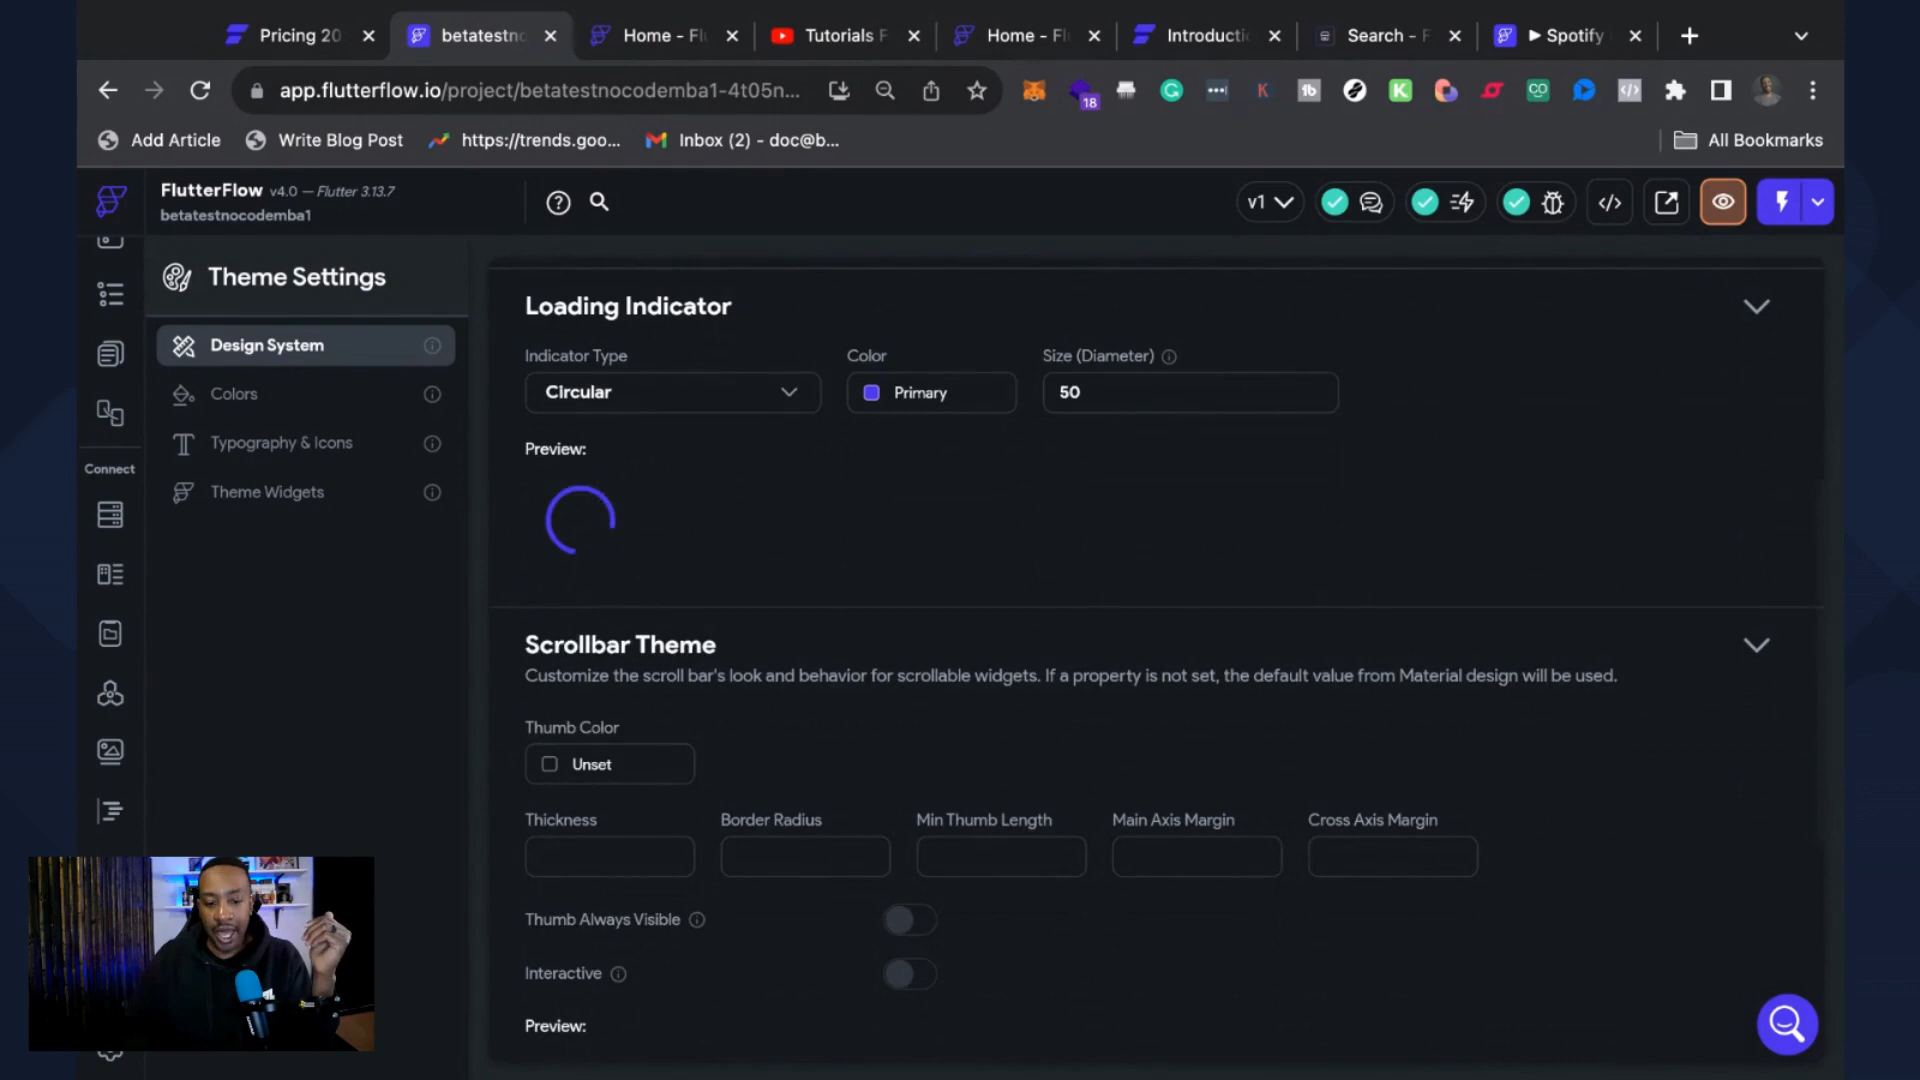 Pricing 20
betatestno
Home - Fl
Tutorials F
Home - Fl
Introductio
Search - F
Spotify
app.flutterflow.io/project/betatestnocodemba1-4t05n...
18
Add Article
Write Blog Post
https://trends.goo...
Inbox (2) - doc@b...
All Bookmarks
FlutterFlow v4.0 — Flutter 3.13.7
betatestnocodemba1
v1
Theme Settings
Design System
Colors
Typography & Icons
Theme Widgets
Connect
Loading Indicator
Indicator Type
Color
Size (Diameter)
Circular
Primary
50
Preview:
Scrollbar Theme
Customize the scroll bar's look and behavior for scrollable widgets. If a property is not set, the default value from Material design will be used.
Thumb Color
Unset
Thickness
Border Radius
Min Thumb Length
Main Axis Margin
Cross Axis Margin
Thumb Always Visible
Interactive
Preview: